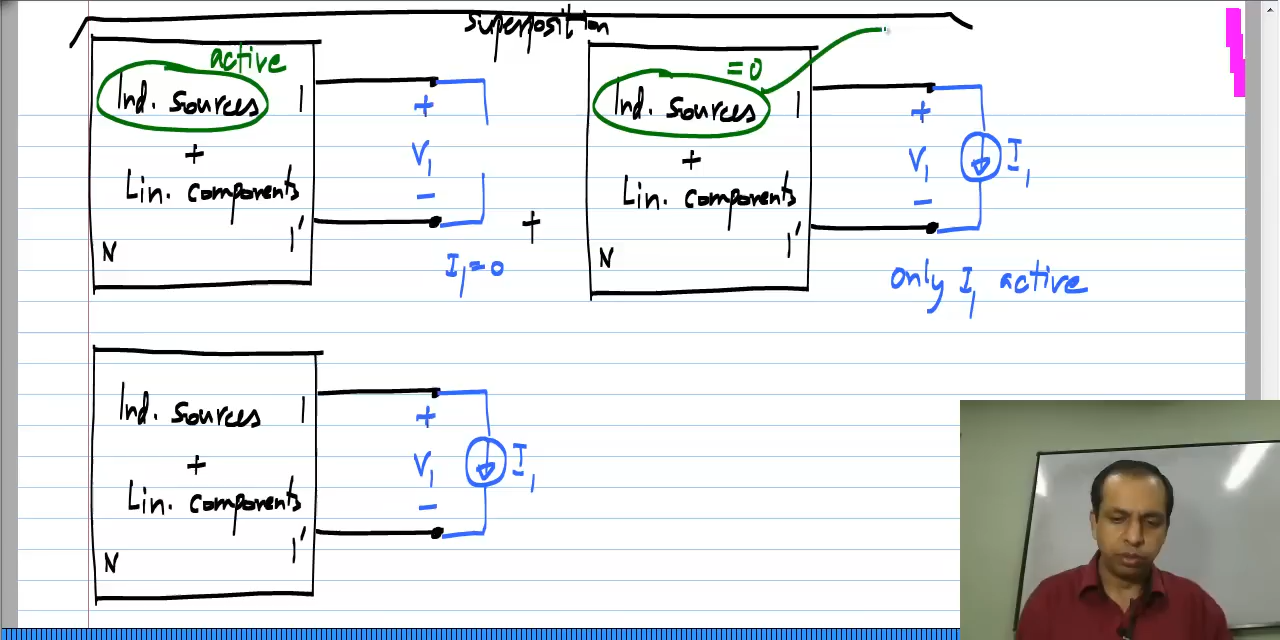 superposition
active
Ind. sources 1
+
Lin. components
N 1'
+
V1
-
I1 = 0
+
= 0
Ind. sources 1
+
Lin. components
N 1'
+
V1
-
I1
only I1 active
Ind. sources 1
+
Lin. components
N 1'
+
V1
-
I1